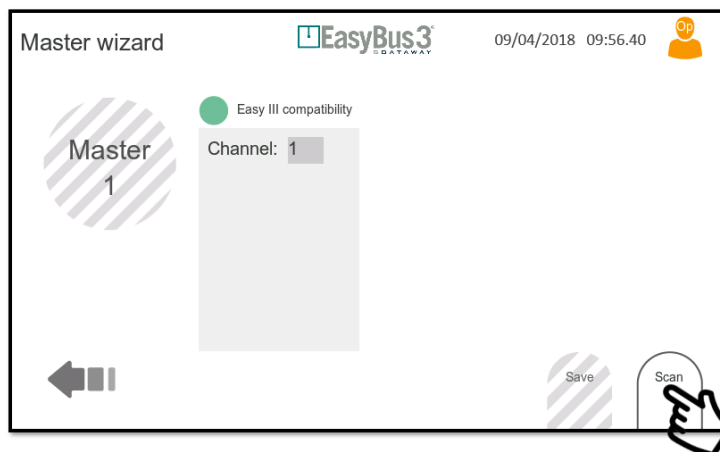 Master wizard
EasyBus3
DATAWAY
09/04/2018 09:56.40
Op
Easy III compatibility
Master
1
Channel: 1
Save
Scan